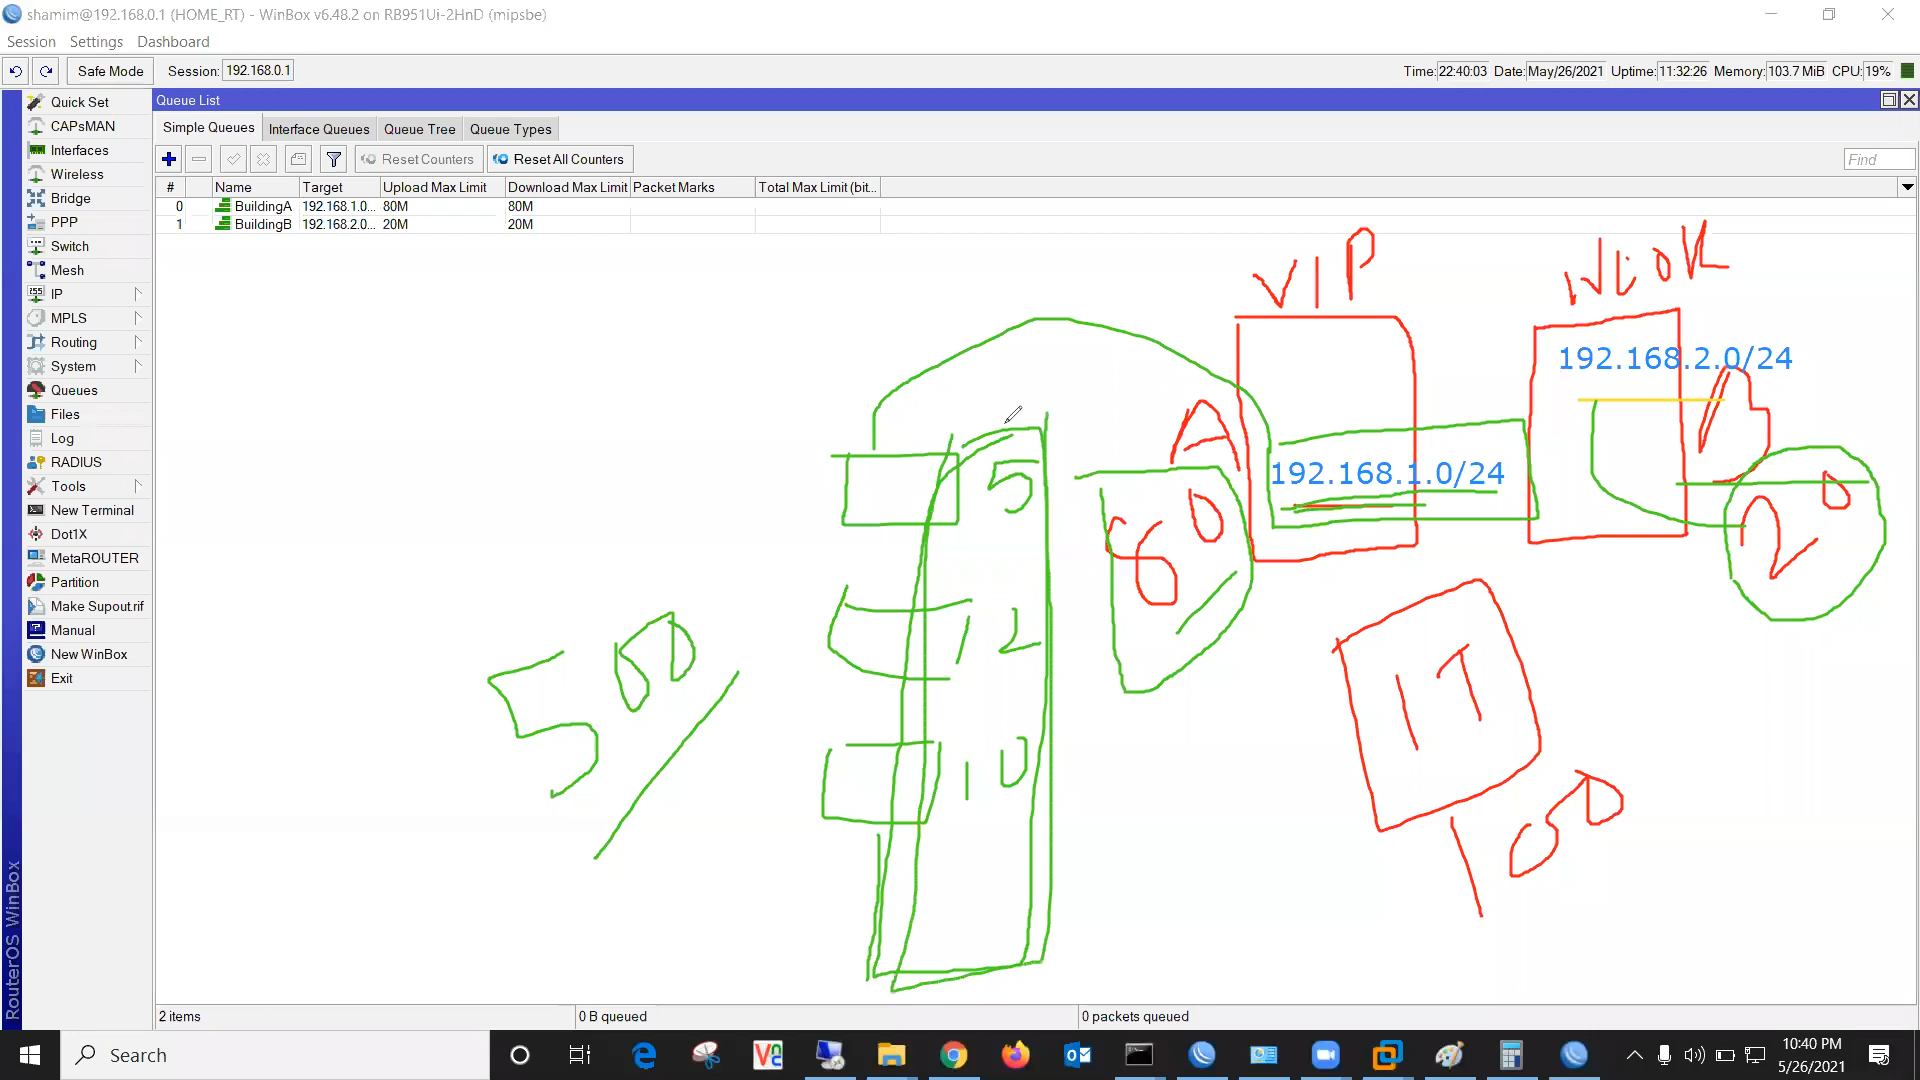 shamim@192.168.0.1 (HOME_RT) - WinBox v6.48.2 on RB951Ui-2HnD (mipsbe)
Session Settings Dashboard
Safe Mode Session: 192.168.0.1 Time: 22:40:03 Date: May/26/2021 Uptime: 11:32:26 Memory: 103.7 MiB CPU: 19%
Quick Set
CAPsMAN
Interfaces
Wireless
Bridge
PPP
Switch
Mesh
IP
MPLS
Routing
System
Queues
Files
Log
RADIUS
Tools
New Terminal
Dot1X
MetaROUTER
Partition
Make Supout.rif
Manual
New WinBox
Exit
RouterOS WinBox
Queue List
Simple Queues Interface Queues Queue Tree Queue Types
Reset Counters Reset All Counters Find
# Name Target Upload Max Limit Download Max Limit Packet Marks Total Max Limit (bit...
0 BuildingA 192.168.1.0... 80M 80M
1 BuildingB 192.168.2.0... 20M 20M
VIP
192.168.2.0/24
A
192.168.1.0/24
5
80
20
12
500
10
IT
2 items 0 B queued 0 packets queued
Search
10:40 PM
5/26/2021